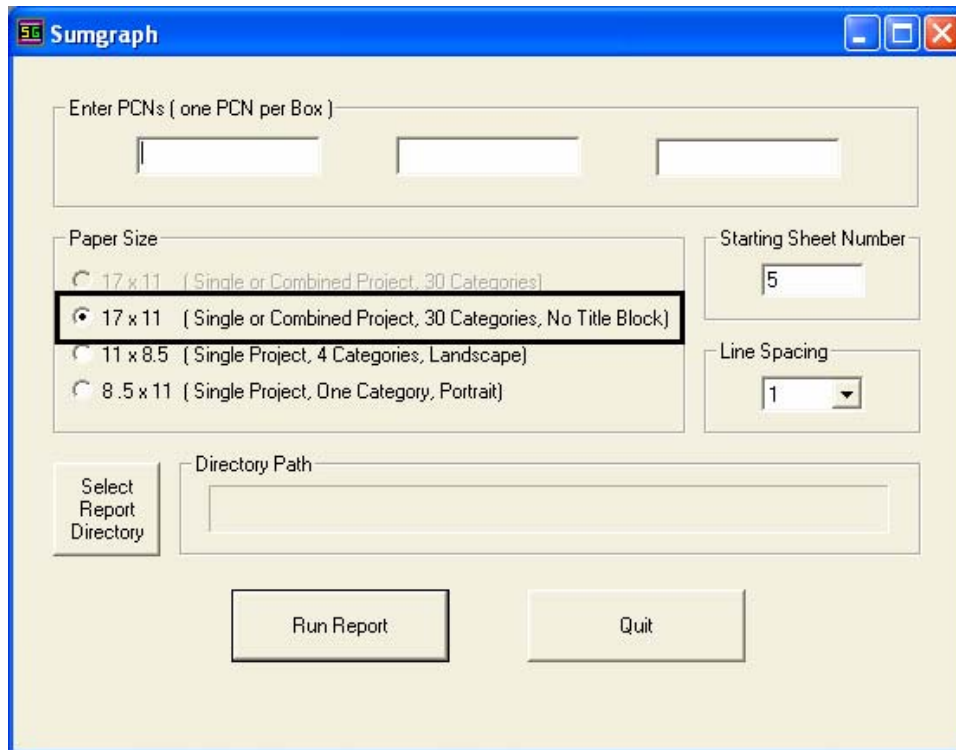 SG Sumgraph
Enter PCNs ( one PCN per Box )
Paper Size
17 x 11 ( Single or Combined Project, 30 Categories)
17 x 11 ( Single or Combined Project, 30 Categories, No Title Block)
11 x 8.5 ( Single Project, 4 Categories, Landscape)
8 .5 x 11 ( Single Project, One Category, Portrait)
Starting Sheet Number
5
Line Spacing
1
Select
Report
Directory
Directory Path
Run Report
Quit